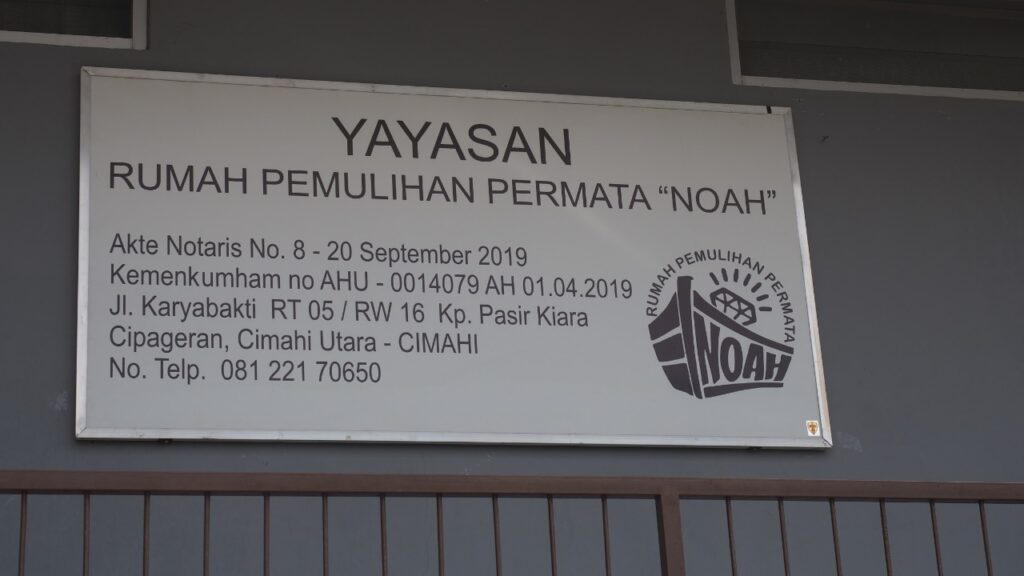 YAYASAN
RUMAH PEMULIHAN PERMATA “NOAH”
Akte Notaris No. 8 - 20 September 2019
Kemenkumham no AHU - 0014079 AH 01.04.2019
Jl. Karyabakti RT 05 / RW 16 Kp. Pasir Kiara
Cipageran, Cimahi Utara - CIMAHI
No. Telp. 081 221 70650
RUMAH PEMULIHAN PERMATA
NOAH